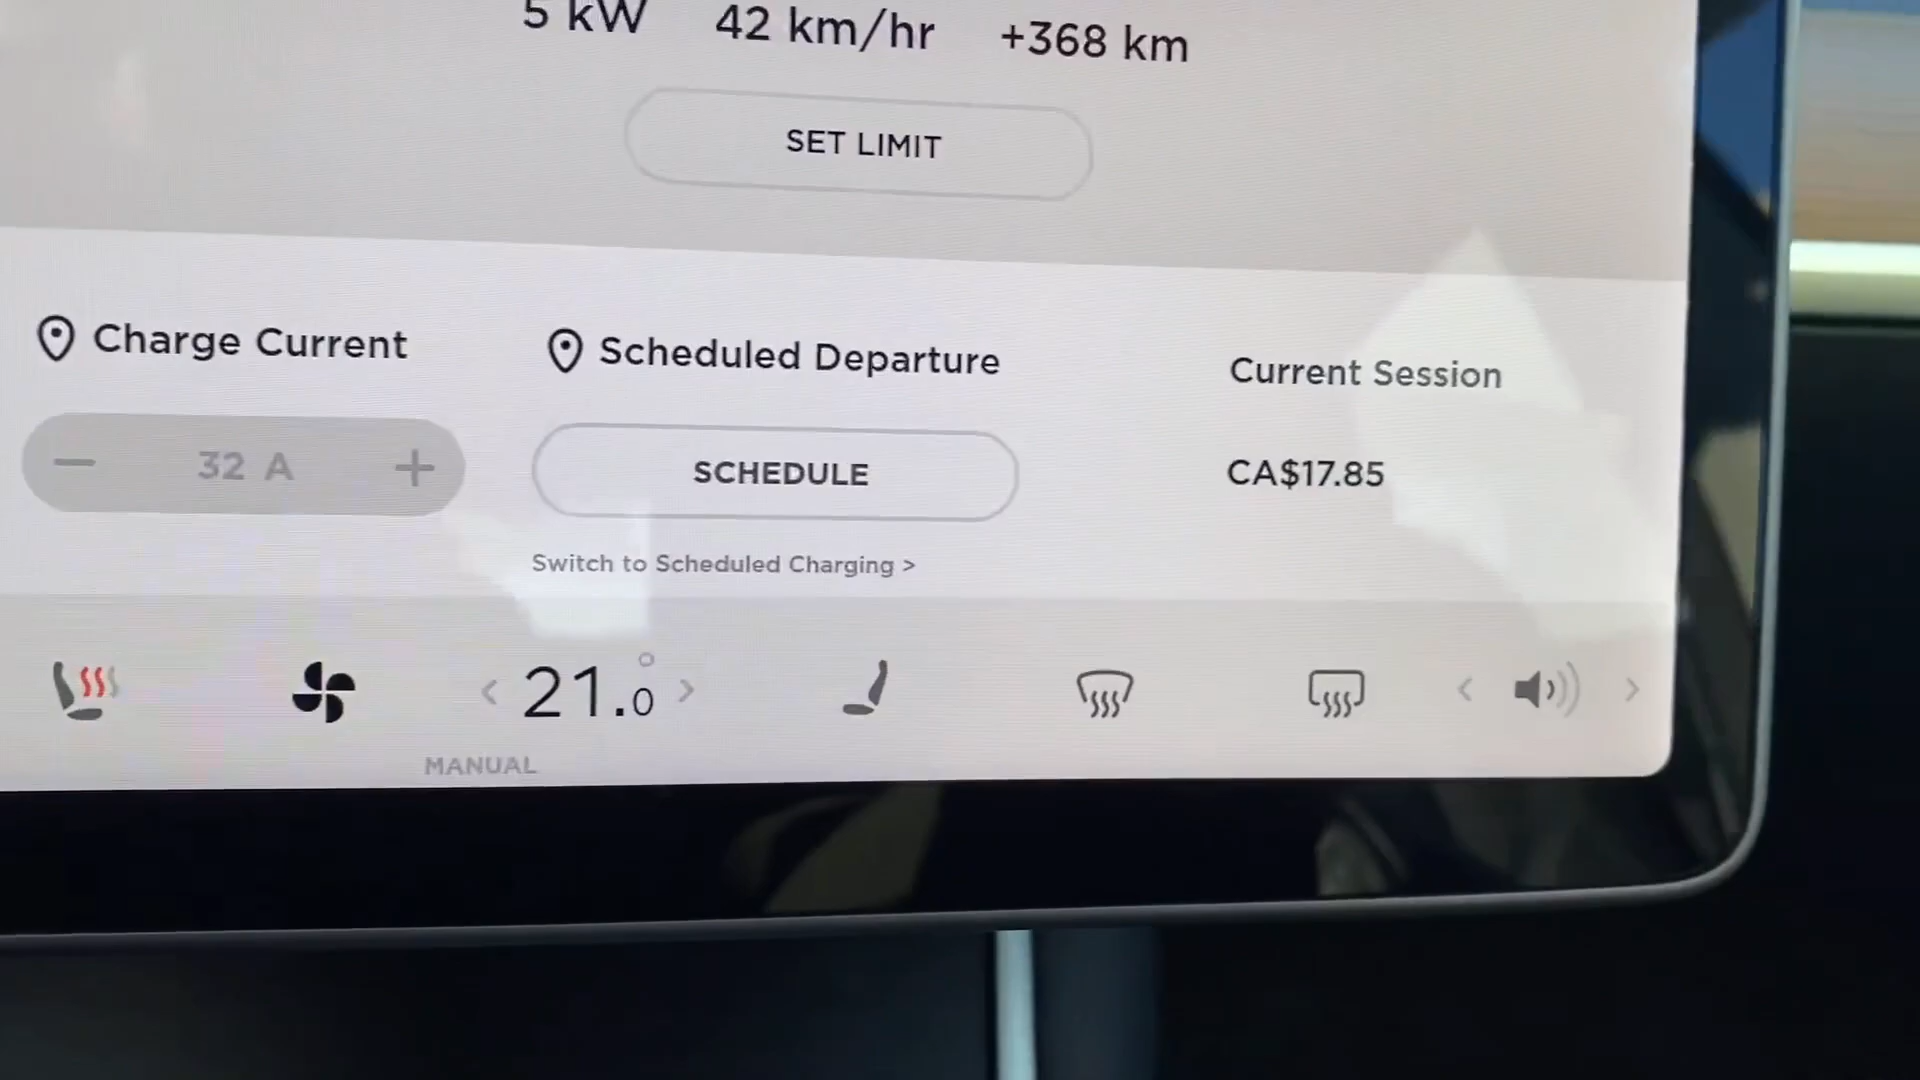 5 kW 42 km/hr +368 km
SET LIMIT
Charge Current Scheduled Departure Current Session
− 32 A + SCHEDULE CA$17.85
Switch to Scheduled Charging >
< 21.0° >
MANUAL